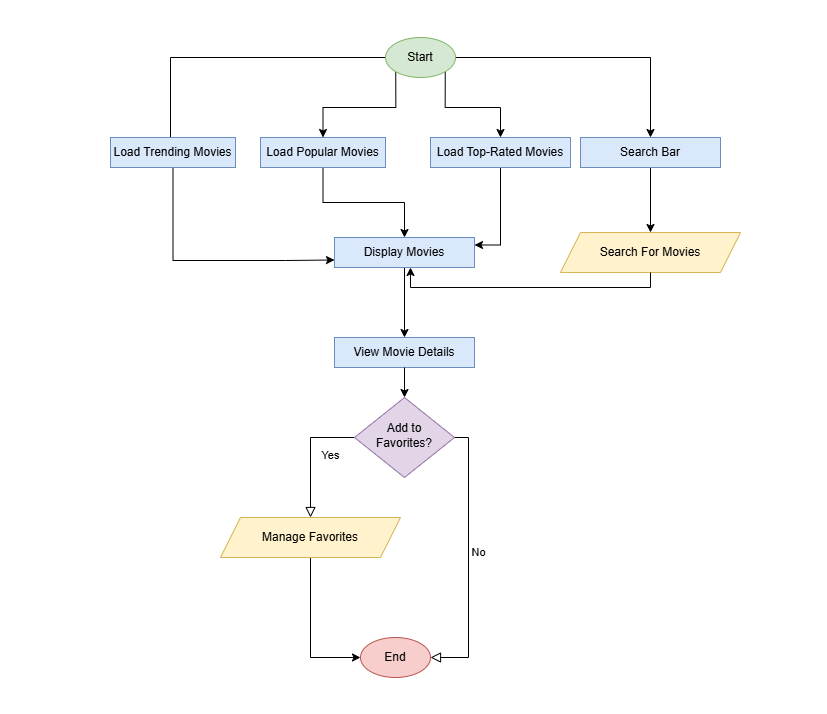 Start
Load Trending Movies
Load Popular Movies
Load Top-Rated Movies
Search Bar
Display Movies
Search For Movies
View Movie Details
Add to
Favorites?
Yes
Manage Favorites
No
End